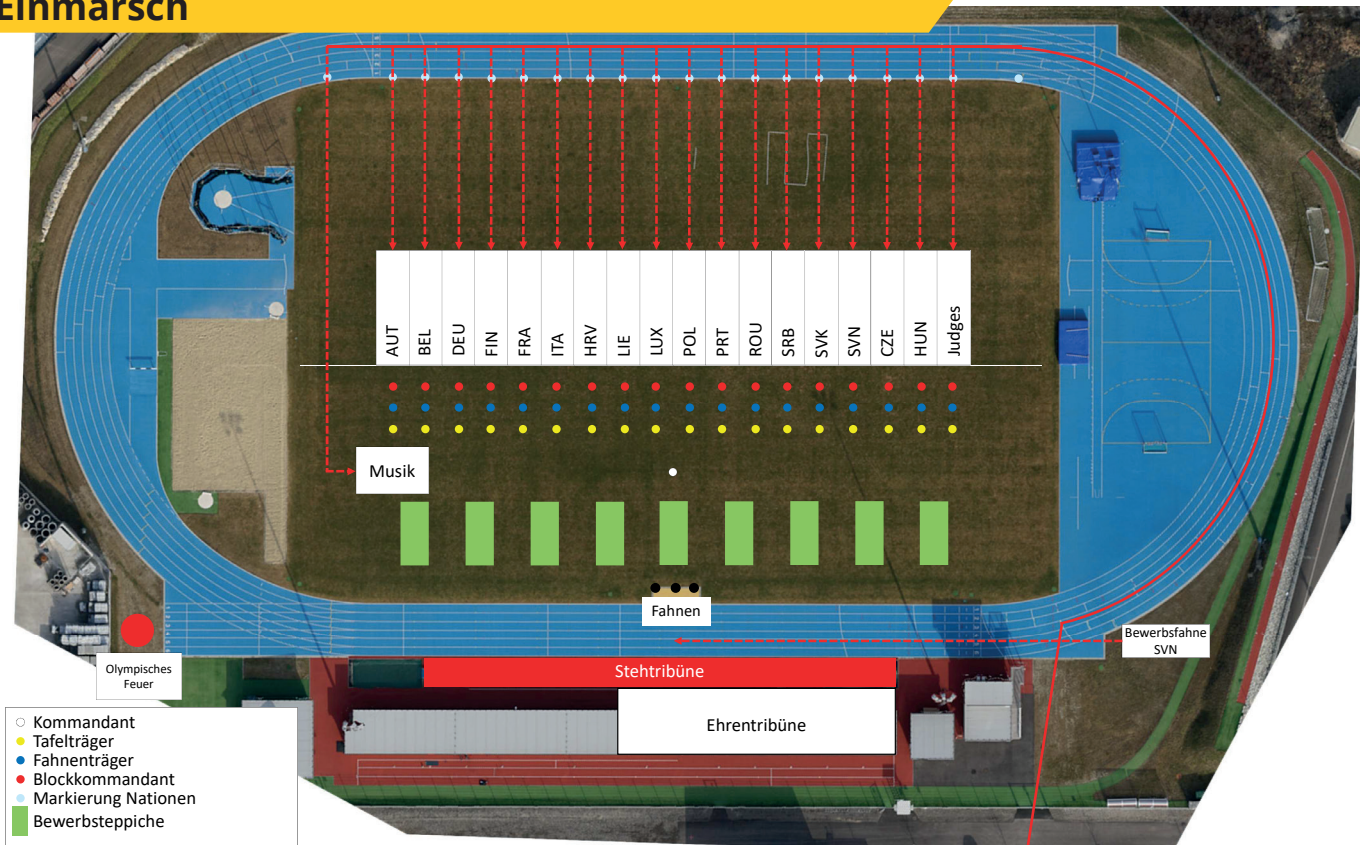 Einmarsch
AUT
BEL
DEU
FIN
FRA
ITA
HRV
LIE
LUX
POL
PRT
ROU
SRB
SVK
SVN
CZE
HUN
Judges
Musik
Fahnen
Bewerbsfahne
SVN
Olympisches
Feuer
Stehtribüne
Ehrentribüne
Kommandant
Tafelträger
Fahnenträger
Blockkommandant
Markierung Nationen
Bewerbsteppiche